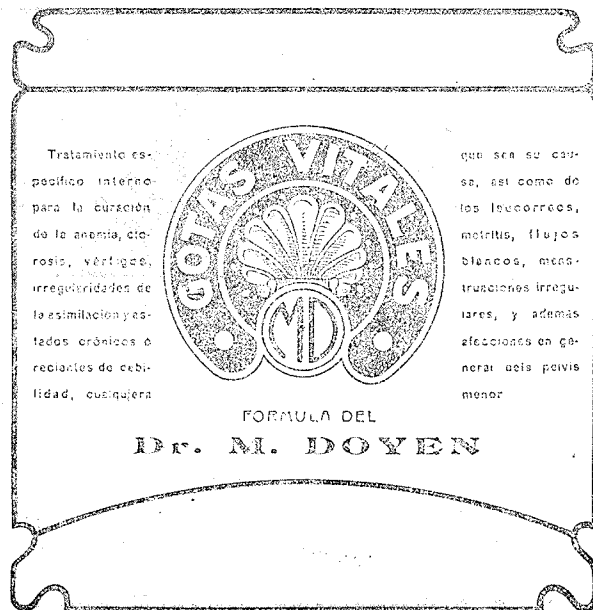 Tratamiento es-
pecífico interno
para la curación
de la anemia, clo-
rosis, vértigos,
irregularidades de
la asimilación y es-
tados crónicos o
recientes de debi-
lidad, cualquiera
GOTAS VITALES
MD
que sea su cau-
sa, así como de
las leucorreas,
metritis, flujos
blancos, mens-
truaciones irregu-
lares, y además
afecciones en ge-
neral de la pelvis
menor
FORMULA DEL
Dr. M. DOYEN